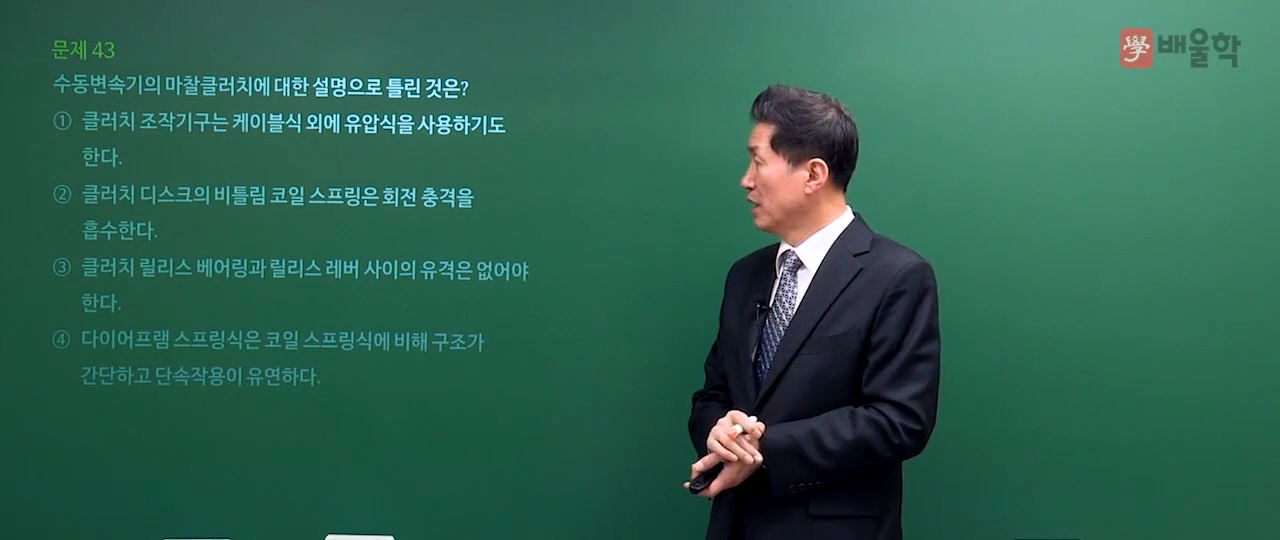 문제 43
學 배울학
수동변속기의 마찰클러치에 대한 설명으로 틀린 것은?
① 클러치 조작기구는 케이블식 외에 유압식을 사용하기도
한다.
② 클러치 디스크의 비틀림 코일 스프링은 회전 충격을
흡수한다.
③ 클러치 릴리스 베어링과 릴리스 레버 사이의 유격은 없어야
한다.
④ 다이어프램 스프링식은 코일 스프링식에 비해 구조가
간단하고 단속작용이 유연하다.